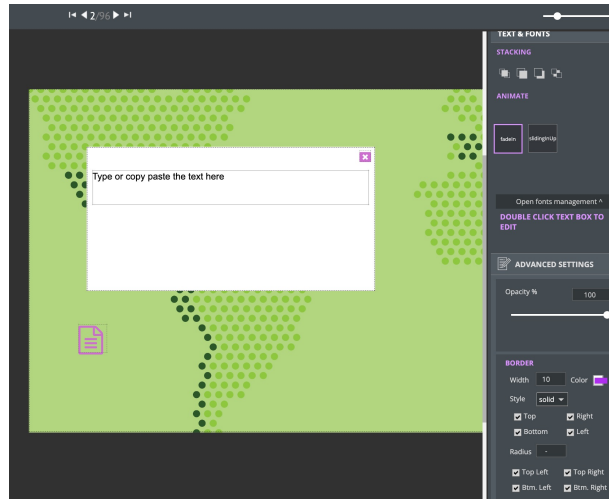 2/96
TEXT & FONTS
STACKING
ANIMATE
fadeIn
slidingInUp
Type or copy paste the text here
Open fonts management ^
DOUBLE CLICK TEXT BOX TO
EDIT
ADVANCED SETTINGS
Opacity % 100
BORDER
Width 10 Color
Style solid
Top Right
Bottom Left
Radius -
Top Left Top Right
Btm. Left Btm. Right